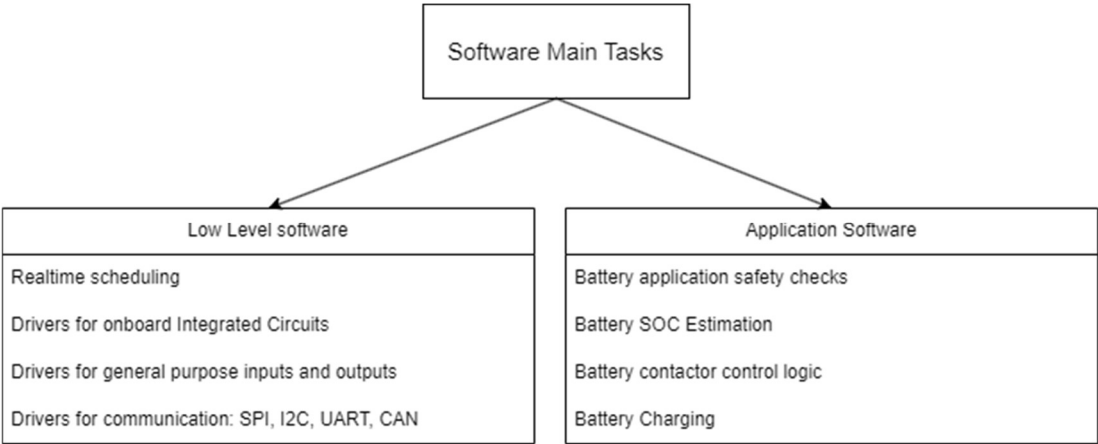 Software Main Tasks
Low Level software
Realtime scheduling
Drivers for onboard Integrated Circuits
Drivers for general purpose inputs and outputs
Drivers for communication: SPI, I2C, UART, CAN
Application Software
Battery application safety checks
Battery SOC Estimation
Battery contactor control logic
Battery Charging